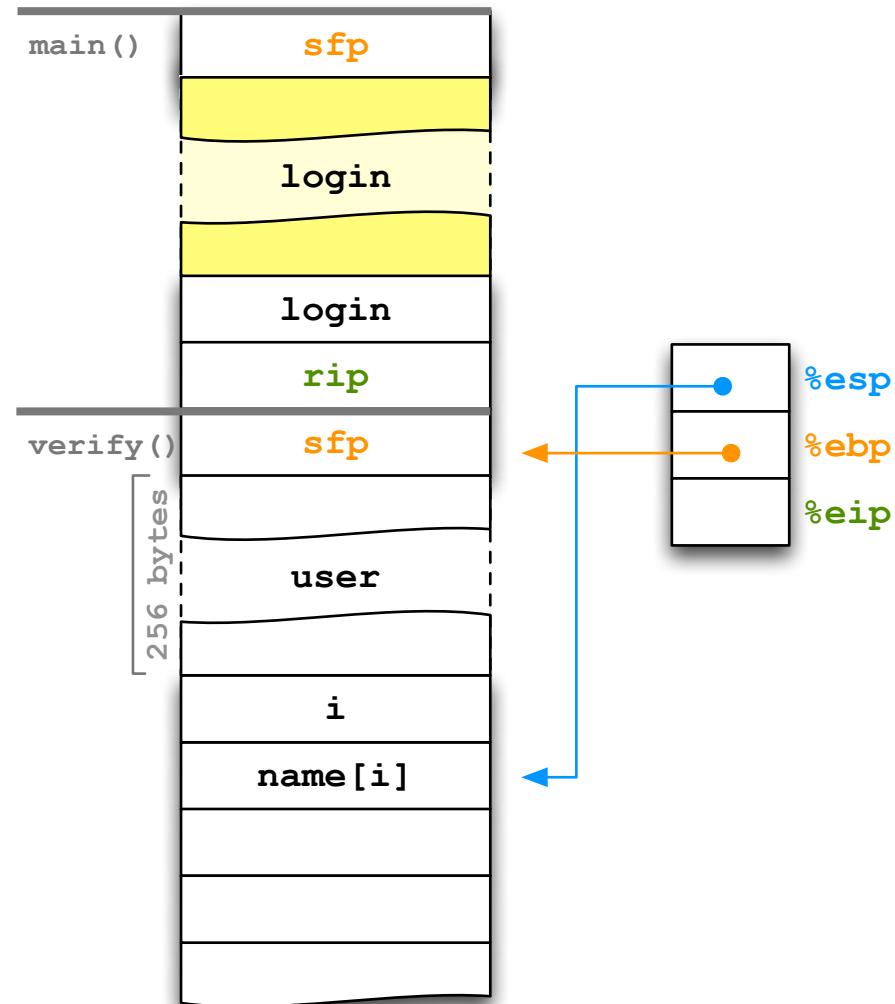 main() sfp
login
login
rip
%esp
verify() sfp
%ebp
%eip
256 bytes
user
i
name[i]